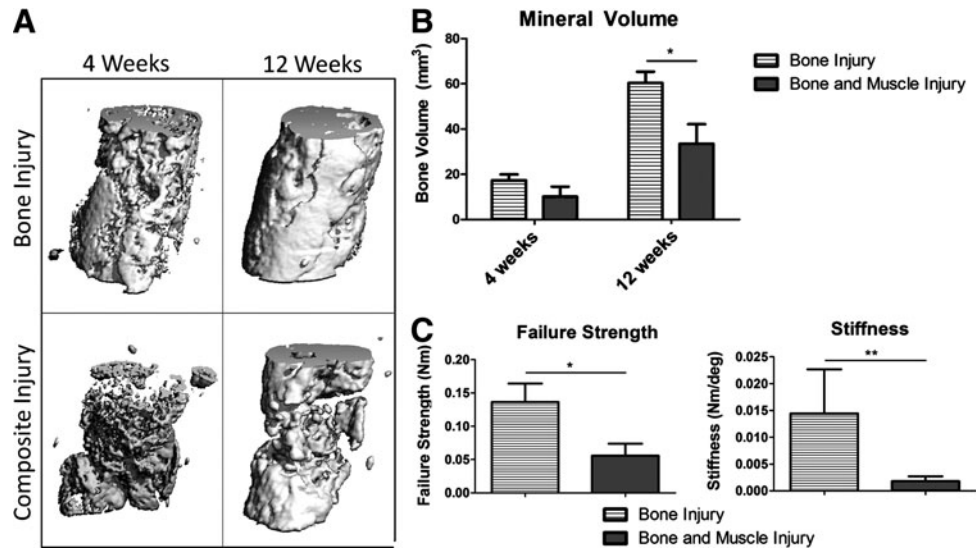 A
4 Weeks
12 Weeks
Bone Injury
Composite Injury
B
Mineral Volume
Bone Volume (mm³)
80
60
40
20
0
*
4 weeks
12 weeks
Bone Injury
Bone and Muscle Injury
C
Failure Strength
Failure Strength (Nm)
0.20
0.15
0.10
0.05
0.00
*
Stiffness
Stiffness (Nm/deg)
0.025
0.020
0.015
0.010
0.005
0.000
**
Bone Injury
Bone and Muscle Injury